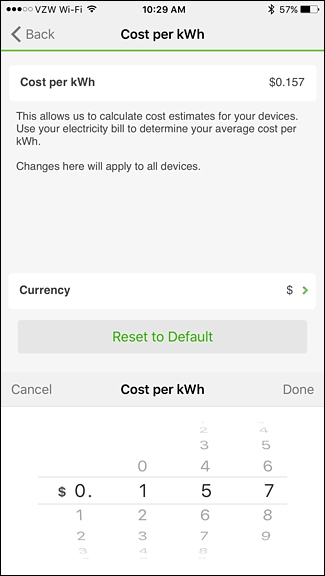 VZW Wi-Fi 10:29 AM 57%
Back Cost per kWh
Cost per kWh $0.157
This allows us to calculate cost estimates for your devices.
Use your electricity bill to determine your average cost per
kWh.
Changes here will apply to all devices.
Currency $
Reset to Default
Cancel Cost per kWh Done
2 4
3 5
0 4 6
$ 0. 1 5 7
1 2 6 8
2 3 7 9
3 4 8